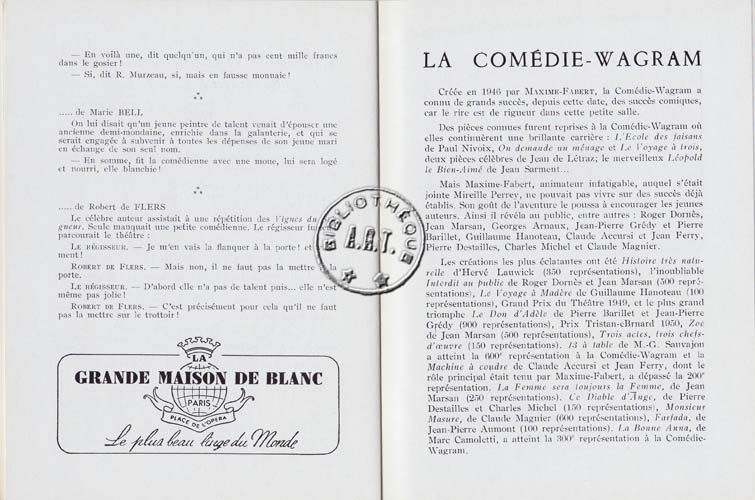 — En voilà une, dit quelqu'un, qui n'a pas cent mille francs
dans le gosier !
— Si, dit R. Murzeau, si, mais en fausse monnaie !
..... de Marie BELL
On lui disait qu'un jeune peintre de talent venait d'épouser une
ancienne demi-mondaine, enrichie dans la galanterie, et qui se
serait engagée à subvenir à toutes les dépenses de son jeune mari
en échange de son seul nom.
— En somme, fit la comédienne avec une moue, lui sera logé
et nourri, elle blanchie !
..... de Robert de FLERS
Le célèbre auteur assistait à une répétition des Vignes du
gneur. Seule manquait une petite comédienne. Le régisseur
parcourait le théâtre :
LE RÉGISSEUR. — Je m'en vais la flanquer à la porte !
ment !
ROBERT DE FLERS. — Mais non, il ne faut pas la mettre
porte.
LE RÉGISSEUR. — D'abord elle n'a pas de talent puis... elle n'est
même pas jolie !
ROBERT DE FLERS. — C'est précisément pour cela qu'il ne faut
pas la mettre sur le trottoir !
LA
GRANDE MAISON DE BLANC
PARIS
PLACE DE L'OPERA
Le plus beau linge du Monde
BIBLIOTHÈQUE
A.R.T.
LA COMÉDIE-WAGRAM
Créée en 1946 par MAXIME-FABERT, la Comédie-Wagram a
connu de grands succès, depuis cette date, des succès comiques,
car le rire est de rigueur dans cette petite salle.
Des pièces connues furent reprises à la Comédie-Wagram où
elles continuèrent une brillante carrière : L'Ecole des faisans
de Paul Nivoix, On demande un ménage et Le Voyage à trois,
deux pièces célèbres de Jean de Létraz; le merveilleux Léopold
le Bien-Aimé de Jean Sarment...
Mais Maxime-Fabert, animateur infatigable, auquel s'était
jointe Mireille Perrey, ne pouvait pas vivre sur des succès déjà
établis. Son goût de l'aventure le poussa à encourager les jeunes
auteurs. Ainsi il révéla au public, entre autres : Roger Dornès,
Jean Marsan, Georges Arnaux, Jean-Pierre Grédy et Pierre
Barillet, Guillaume Hanoteau, Claude Accursi et Jean Ferry,
Pierre Destailles, Charles Michel et Claude Magnier.
Les créations les plus éclatantes ont été Histoire très natu-
relle d'Hervé Lauwick (350 représentations), l'inoubliable
Interdit au public de Roger Dornès et Jean Marsan (500 repré-
sentations), Le Voyage à Madère de Guillaume Hanoteau (100
représentations), Grand Prix du Théâtre 1949, et le plus grand
triomphe Le Don d'Adèle de Pierre Barillet et Jean-Pierre
Grédy (900 représentations), Prix Tristan-cBrnard 1950, Zoé
de Jean Marsan (500 représentations), Trois actes, trois chefs-
d'œuvre (150 représentations). 13 à table de M.-G. Sauvajon
a atteint la 600e représentation à la Comédie-Wagram et la
Machine à coudre de Claude Accursi et Jean Ferry, dont
le rôle principal était tenu par Maxime-Fabert, a dépassé la 200e
représentation. La Femme sera toujours la Femme, de Jean
Marsan (250 représentations). Ce Diable d'Ange, de Pierre
Destailles et Charles Michel (150 représentations), Monsieur
Masure, de Claude Magnier (600 représentations), Farfada, de
Jean-Pierre Aumont (100 représentations). La Bonne Anna, de
Marc Camoletti, a atteint la 300e représentation à la Comédie-
Wagram.